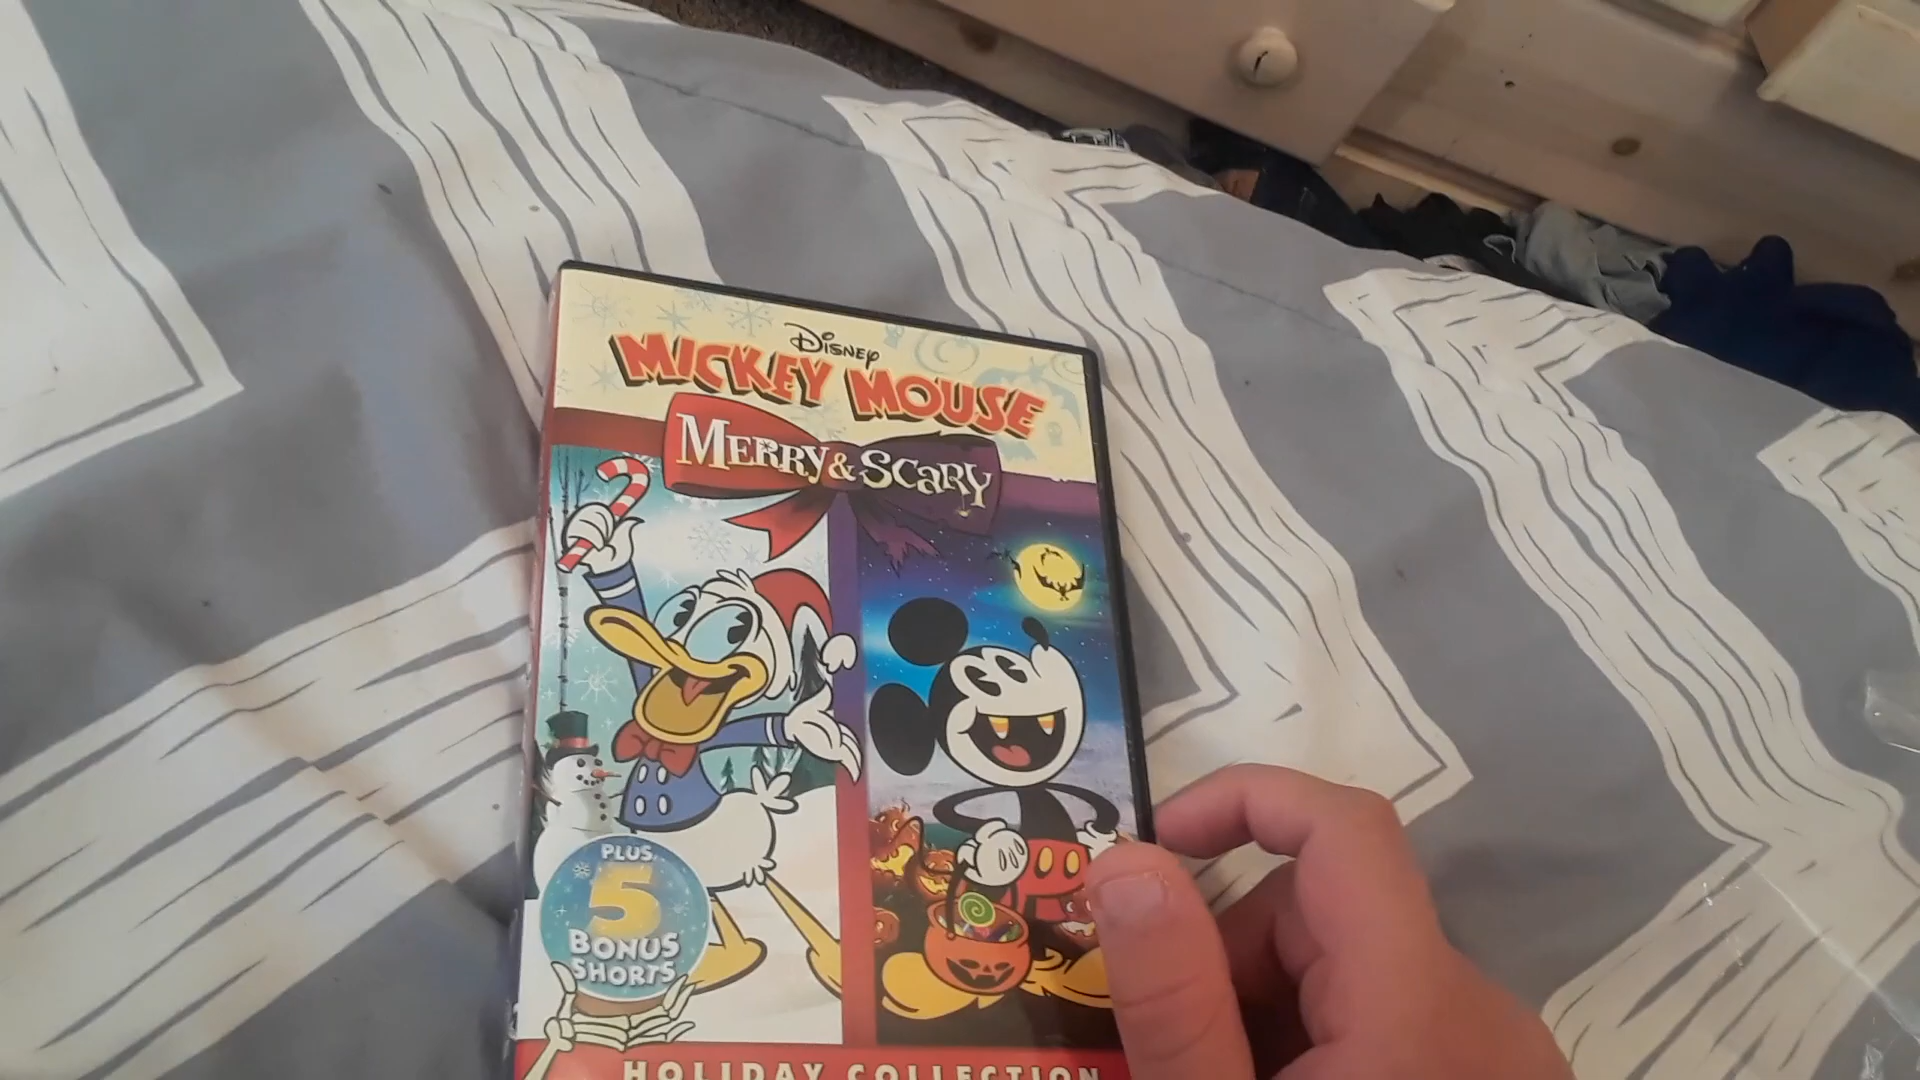 Disney
MICKEY MOUSE
MERRY & SCARY
PLUS
5
BONUS
SHORTS
HOLIDAY COLLECTION